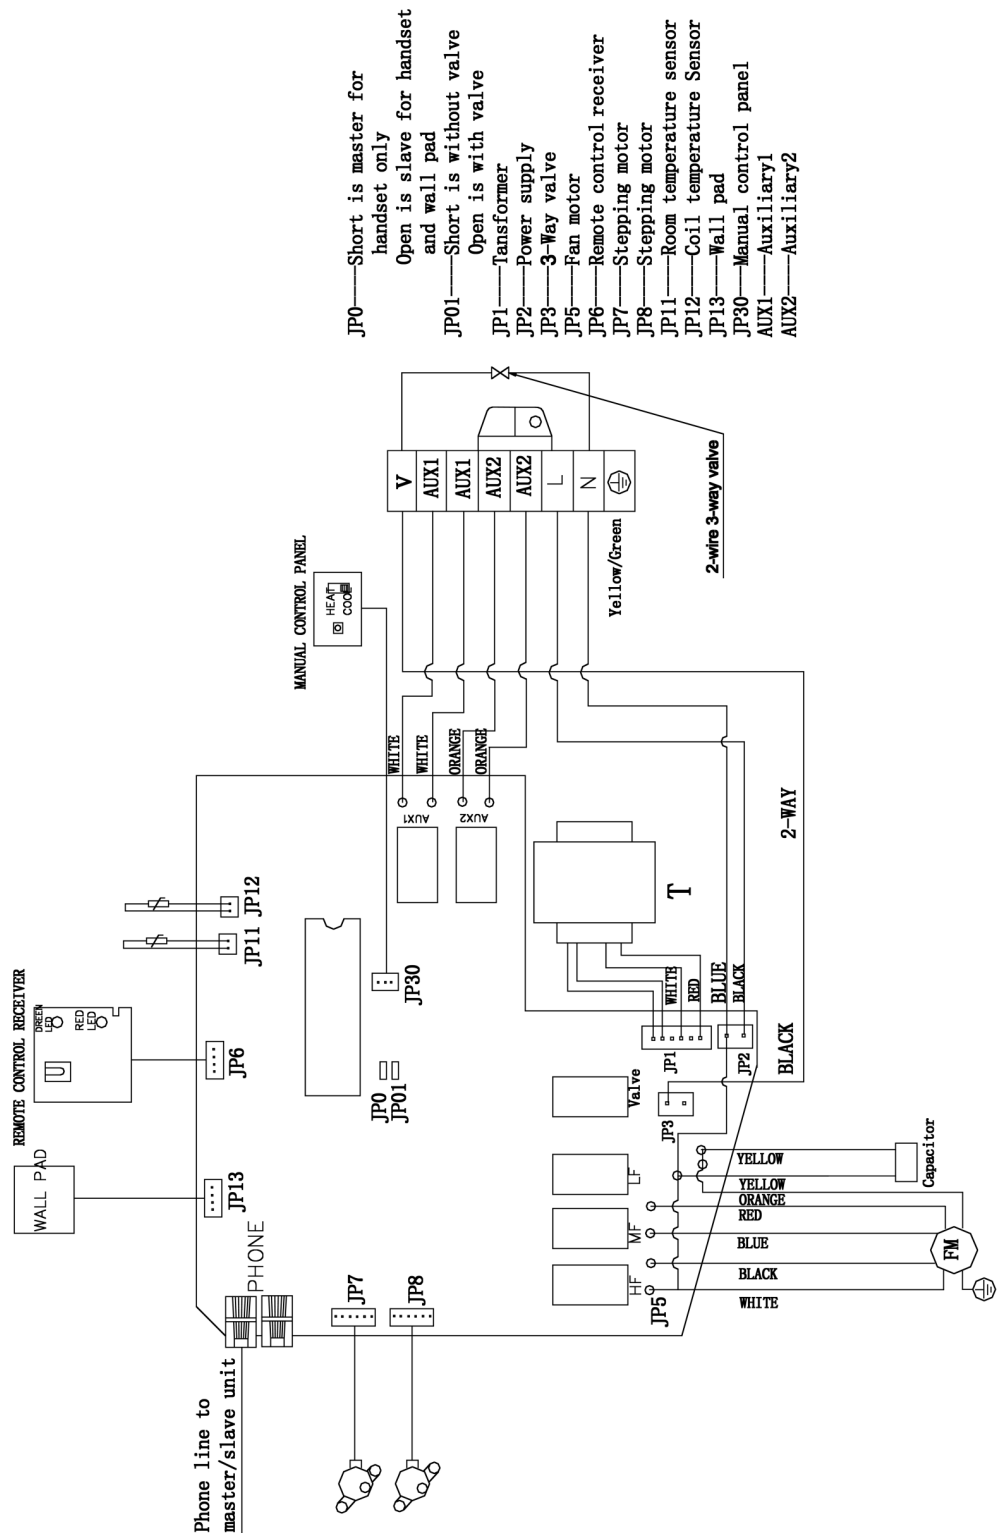 Phone line to
master/slave unit
WALL PAD
REMOTE CONTROL RECEIVER
DREEN
LED
RED
LED
MANUAL CONTROL PANEL
HEAT
COOL
PHONE
JP13
JP6
JP11
JP12
JP7
JP8
JP0
JP01
JP30
AUX1
AUX2
WHITE
WHITE
ORANGE
ORANGE
V
AUX1
AUX1
AUX2
AUX2
L
N
Yellow/Green
2-wire 3-way valve
HF
MF
LF
Valve
JP5
JP3
JP1
WHITE
RED
JP2
BLUE
BLACK
T
BLACK
2-WAY
WHITE
BLACK
BLUE
RED
ORANGE
YELLOW
YELLOW
FM
Capacitor
JP0——Short is master for
handset only
Open is slave for handset
and wall pad
JP01——Short is without valve
Open is with valve
JP1——Tansformer
JP2——Power supply
JP3——3-Way valve
JP5——Fan motor
JP6——Remote control receiver
JP7——Stepping motor
JP8——Stepping motor
JP11——Room temperature sensor
JP12——Coil temperature Sensor
JP13——Wall pad
JP30——Manual control panel
AUX1——Auxiliary1
AUX2——Auxiliary2